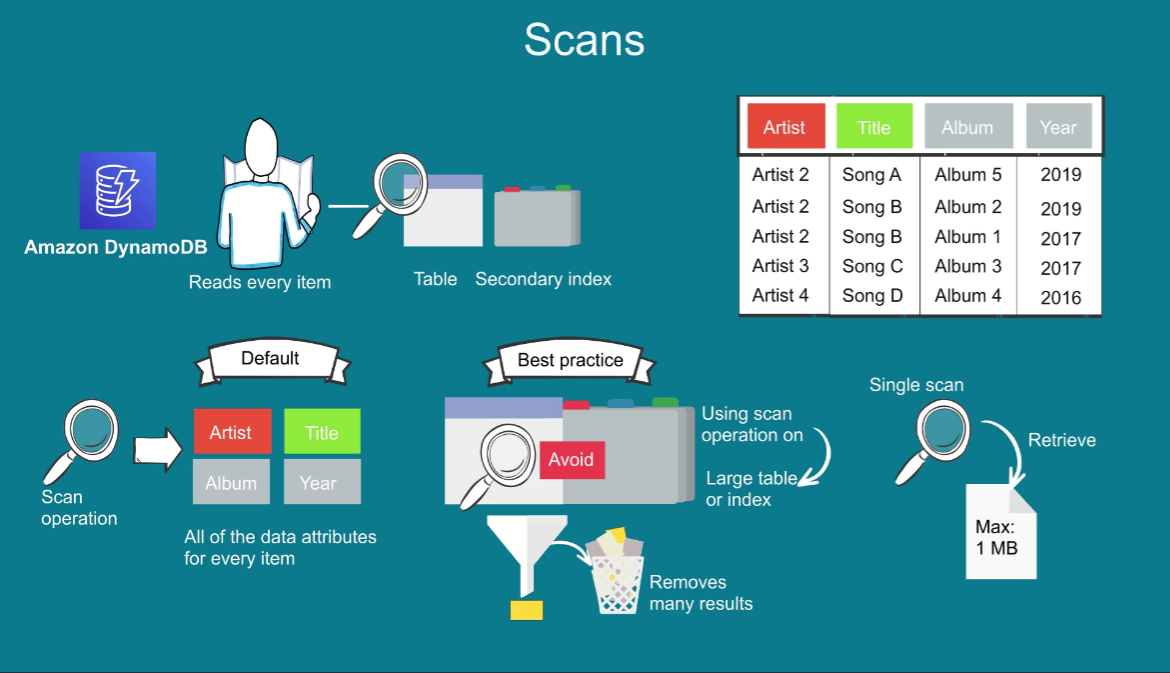 Scans
Amazon DynamoDB
Reads every item
Table
Secondary index
Artist Title Album Year
Artist 2 Song A Album 5 2019
Artist 2 Song B Album 2 2019
Artist 2 Song B Album 1 2017
Artist 3 Song C Album 3 2017
Artist 4 Song D Album 4 2016
Default
Scan
operation
Artist Title
Album Year
All of the data attributes
for every item
Best practice
Avoid
Using scan
operation on
Large table
or index
Removes
many results
Single scan
Retrieve
Max:
1 MB